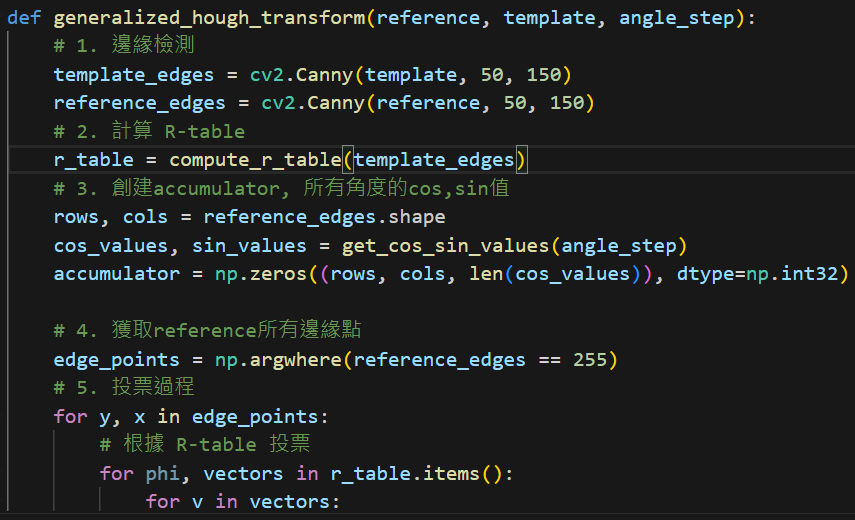 def generalized_hough_transform(reference, template, angle_step):
    # 1. 邊緣檢測
    template_edges = cv2.Canny(template, 50, 150)
    reference_edges = cv2.Canny(reference, 50, 150)
    # 2. 計算 R-table
    r_table = compute_r_table(template_edges)
    # 3. 創建accumulator, 所有角度的cos,sin值
    rows, cols = reference_edges.shape
    cos_values, sin_values = get_cos_sin_values(angle_step)
    accumulator = np.zeros((rows, cols, len(cos_values)), dtype=np.int32)
    # 4. 獲取reference所有邊緣點
    edge_points = np.argwhere(reference_edges == 255)
    # 5. 投票過程
    for y, x in edge_points:
        # 根據 R-table 投票
        for phi, vectors in r_table.items():
            for v in vectors: